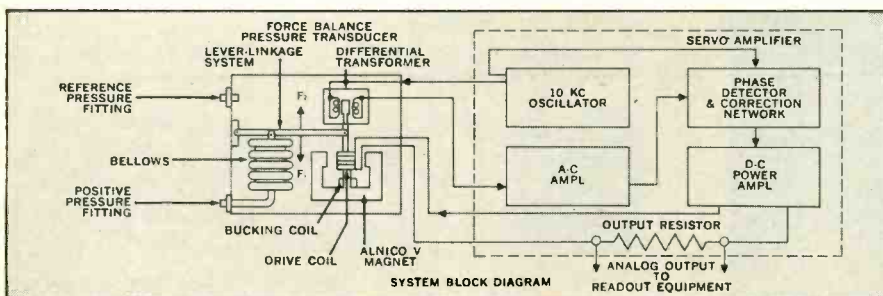 FORCE BALANCE
PRESSURE TRANSDUCER
LEVER-LINKAGE
SYSTEM
DIFFERENTIAL
TRANSFORMER
SERVO AMPLIFIER
REFERENCE
PRESSURE
FITTING
F₂
10 KC
OSCILLATOR
PHASE
DETECTOR
& CORRECTION
NETWORK
BELLOWS
F₁
A-C
AMPL
D-C
POWER
AMPL
POSITIVE
PRESSURE
FITTING
BUCKING COIL
DRIVE COIL
ALNICO V
MAGNET
OUTPUT RESISTOR
ANALOG OUTPUT
TO
READOUT EQUIPMENT
SYSTEM BLOCK DIAGRAM